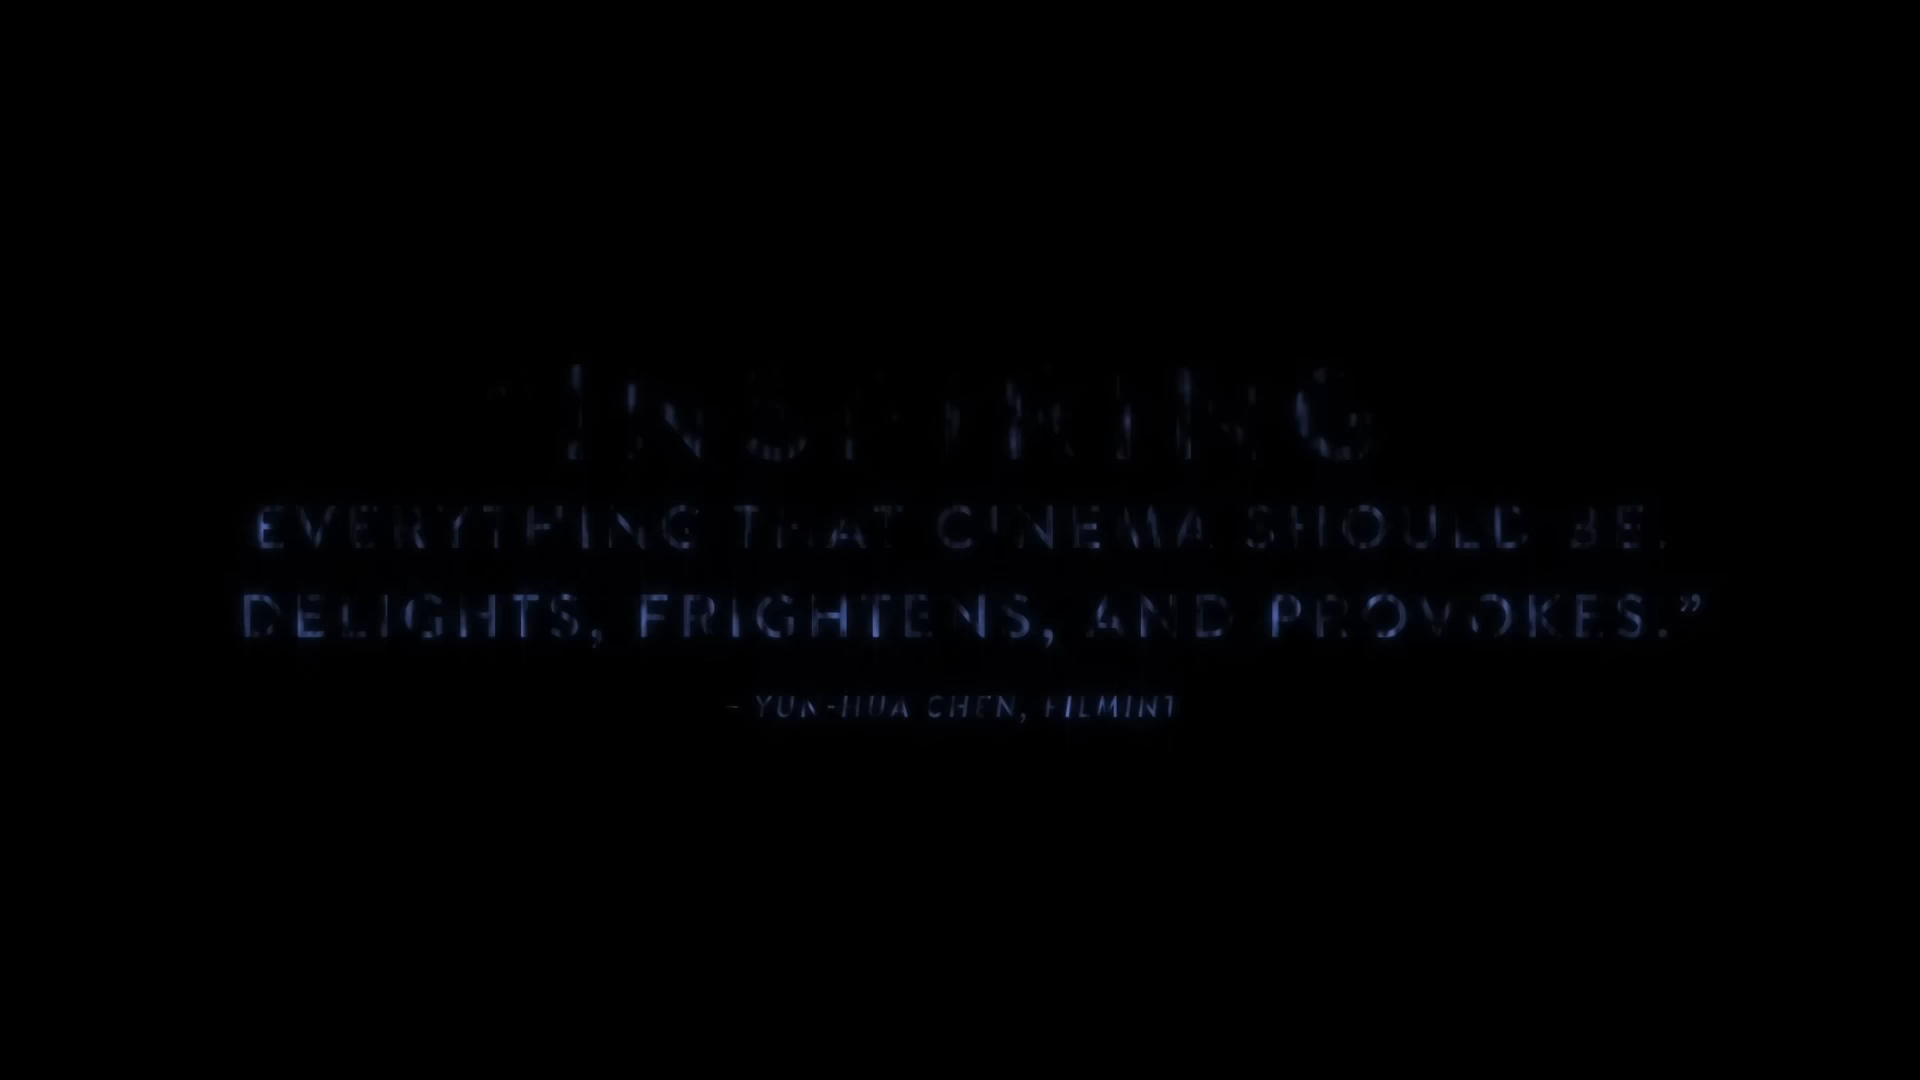 “INSPIRING
EVERYTHING THAT CINEMA SHOULD BE.
DELIGHTS, FRIGHTENS, AND PROVOKES.”
– YUN-HUA CHEN, FILMINT